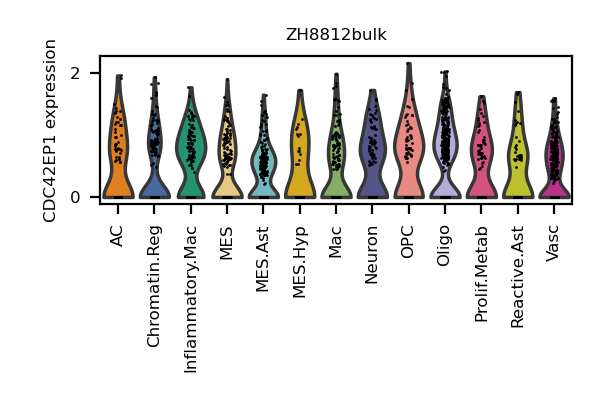 ZH8812bulk
CDC42EP1 expression
2
0
AC
Chromatin.Reg
Inflammatory.Mac
MES
MES.Ast
MES.Hyp
Mac
Neuron
OPC
Oligo
Prolif.Metab
Reactive.Ast
Vasc